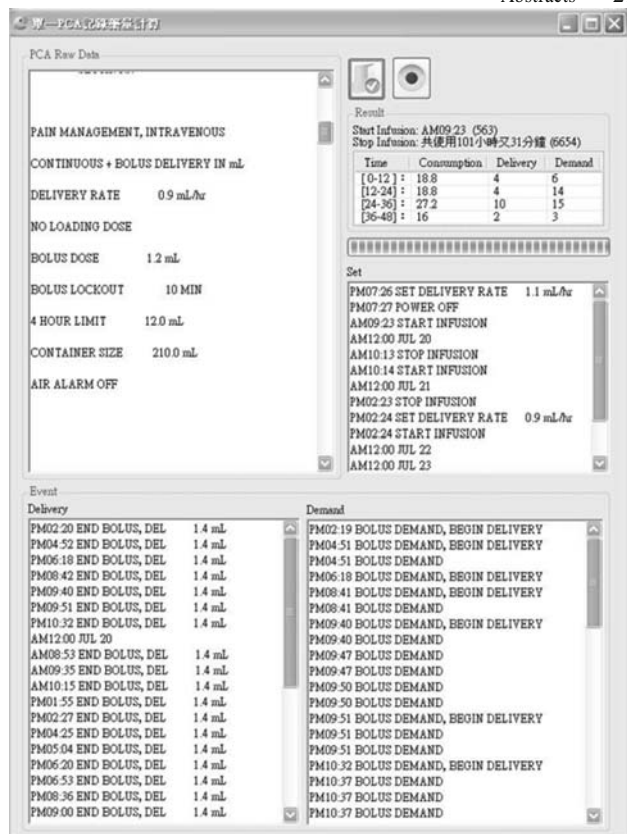 Abstracts
單一PCA記錄筆算計算
PCA Raw Data
PAIN MANAGEMENT, INTRAVENOUS
CONTINUOUS + BOLUS DELIVERY IN mL
DELIVERY RATE 0.9 mL/hr
NO LOADING DOSE
BOLUS DOSE 1.2 mL
BOLUS LOCKOUT 10 MIN
4 HOUR LIMIT 12.0 mL
CONTAINER SIZE 210.0 mL
AIR ALARM OFF
Result
Start Infusion: AM09:23 (563)
Stop Infusion: 共使用101小時又31分鐘 (6654)
Time Consumption Delivery Demand
[0-12] : 18.8 4 6
[12-24] : 18.8 4 14
[24-36] : 27.2 10 15
[36-48] : 16 2 3
Set
PM07:26 SET DELIVERY RATE 1.1 mL/hr
PM07:27 POWER OFF
AM09:23 START INFUSION
AM12:00 JUL 20
AM10:13 STOP INFUSION
AM10:14 START INFUSION
AM12:00 JUL 21
PM02:23 STOP INFUSION
PM02:24 SET DELIVERY RATE 0.9 mL/hr
PM02:24 START INFUSION
AM12:00 JUL 22
AM12:00 JUL 23
Event
Delivery
PM02:20 END BOLUS, DEL 1.4 mL
PM04:52 END BOLUS, DEL 1.4 mL
PM06:18 END BOLUS, DEL 1.4 mL
PM08:42 END BOLUS, DEL 1.4 mL
PM09:40 END BOLUS, DEL 1.4 mL
PM09:51 END BOLUS, DEL 1.4 mL
PM10:32 END BOLUS, DEL 1.4 mL
AM12:00 JUL 20
AM08:53 END BOLUS, DEL 1.4 mL
AM09:35 END BOLUS, DEL 1.4 mL
AM10:15 END BOLUS, DEL 1.4 mL
PM01:55 END BOLUS, DEL 1.4 mL
PM02:27 END BOLUS, DEL 1.4 mL
PM04:25 END BOLUS, DEL 1.4 mL
PM05:04 END BOLUS, DEL 1.4 mL
PM06:20 END BOLUS, DEL 1.4 mL
PM06:53 END BOLUS, DEL 1.4 mL
PM08:36 END BOLUS, DEL 1.4 mL
PM09:00 END BOLUS, DEL 1.4 mL
Demand
PM02:19 BOLUS DEMAND, BEGIN DELIVERY
PM04:51 BOLUS DEMAND, BEGIN DELIVERY
PM04:51 BOLUS DEMAND
PM06:18 BOLUS DEMAND, BEGIN DELIVERY
PM08:41 BOLUS DEMAND, BEGIN DELIVERY
PM08:41 BOLUS DEMAND
PM09:40 BOLUS DEMAND, BEGIN DELIVERY
PM09:40 BOLUS DEMAND
PM09:47 BOLUS DEMAND
PM09:47 BOLUS DEMAND
PM09:50 BOLUS DEMAND
PM09:50 BOLUS DEMAND
PM09:51 BOLUS DEMAND, BEGIN DELIVERY
PM09:51 BOLUS DEMAND
PM09:51 BOLUS DEMAND
PM10:32 BOLUS DEMAND, BEGIN DELIVERY
PM10:37 BOLUS DEMAND
PM10:37 BOLUS DEMAND
PM10:37 BOLUS DEMAND